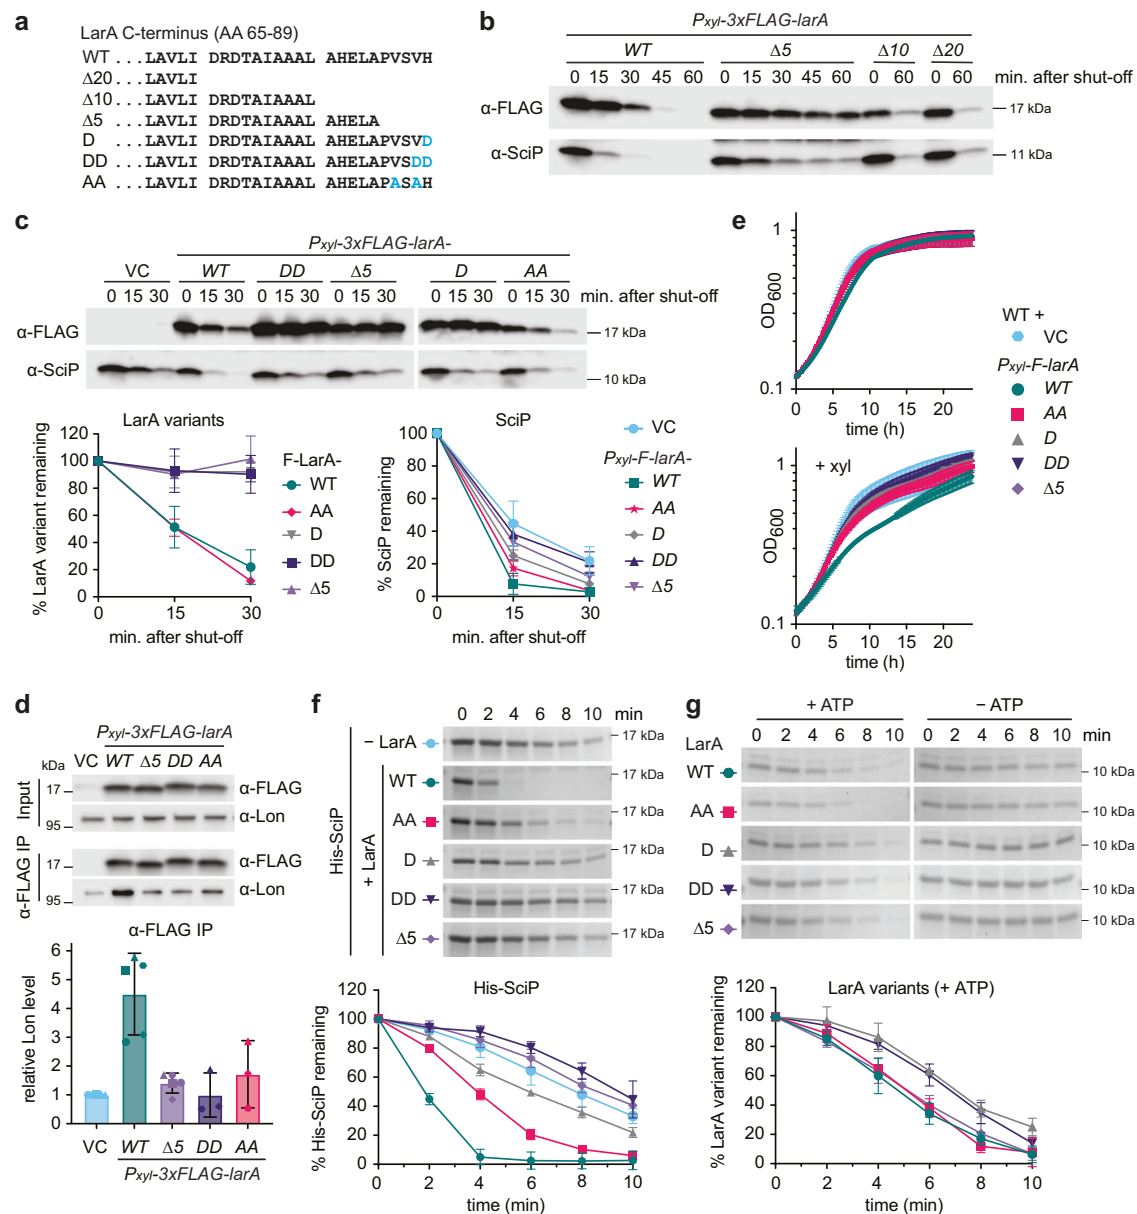 a
LarA C-terminus (AA 65-89)
WT ...LAVLI DRDTAIAAAL AHELAPVSVH
Δ20 ...LAVLI
Δ10 ...LAVLI DRDTAIAAAL
Δ5 ...LAVLI DRDTAIAAAL AHELA
D ...LAVLI DRDTAIAAAL AHELAPVSVD
DD ...LAVLI DRDTAIAAAL AHELAPVSDD
AA ...LAVLI DRDTAIAAAL AHELAPASAH
b
Pxyl-3xFLAG-larA
WT Δ5 Δ10 Δ20
0 15 30 45 60 0 15 30 45 60 0 60 0 60 min. after shut-off
α-FLAG
17 kDa
α-SciP
11 kDa
c
Pxyl-3xFLAG-larA-
VC WT DD Δ5 D AA
0 15 30 0 15 30 0 15 30 0 15 30 0 15 30 0 15 30 min. after shut-off
α-FLAG
17 kDa
α-SciP
10 kDa
LarA variants
% LarA variant remaining
120
100
80
60
40
20
0
0 15 30
min. after shut-off
F-LarA-
WT
AA
D
DD
Δ5
SciP
% SciP remaining
100
80
60
40
20
0
0 15 30
min. after shut-off
VC
Pxyl-F-larA-
WT
AA
D
DD
Δ5
e
OD600
1
0.1
0 5 10 15 20
time (h)
+ xyl
OD600
1
0.1
0 5 10 15 20
time (h)
WT +
VC
Pxyl-F-larA
WT
AA
D
DD
Δ5
d
Pxyl-3xFLAG-larA
kDa VC WT Δ5 DD AA
Input
17 α-FLAG
95 α-Lon
α-FLAG IP
17 α-FLAG
95 α-Lon
α-FLAG IP
relative Lon level
6
5
4
3
2
1
0
VC WT Δ5 DD AA
Pxyl-3xFLAG-larA
f
0 2 4 6 8 10 min
His-SciP
− LarA 17 kDa
+ LarA
WT 17 kDa
AA 17 kDa
D 17 kDa
DD 17 kDa
Δ5 17 kDa
His-SciP
% His-SciP remaining
120
100
80
60
45
20
0
0 2 4 6 8 10
time (min)
g
+ ATP − ATP
0 2 4 6 8 10 0 2 4 6 8 10 min
LarA
WT 10 kDa
AA 10 kDa
D 10 kDa
DD 10 kDa
Δ5 10 kDa
LarA variants (+ ATP)
% LarA variant remaining
120
100
80
60
40
20
0
0 2 4 6 8 10
time (min)